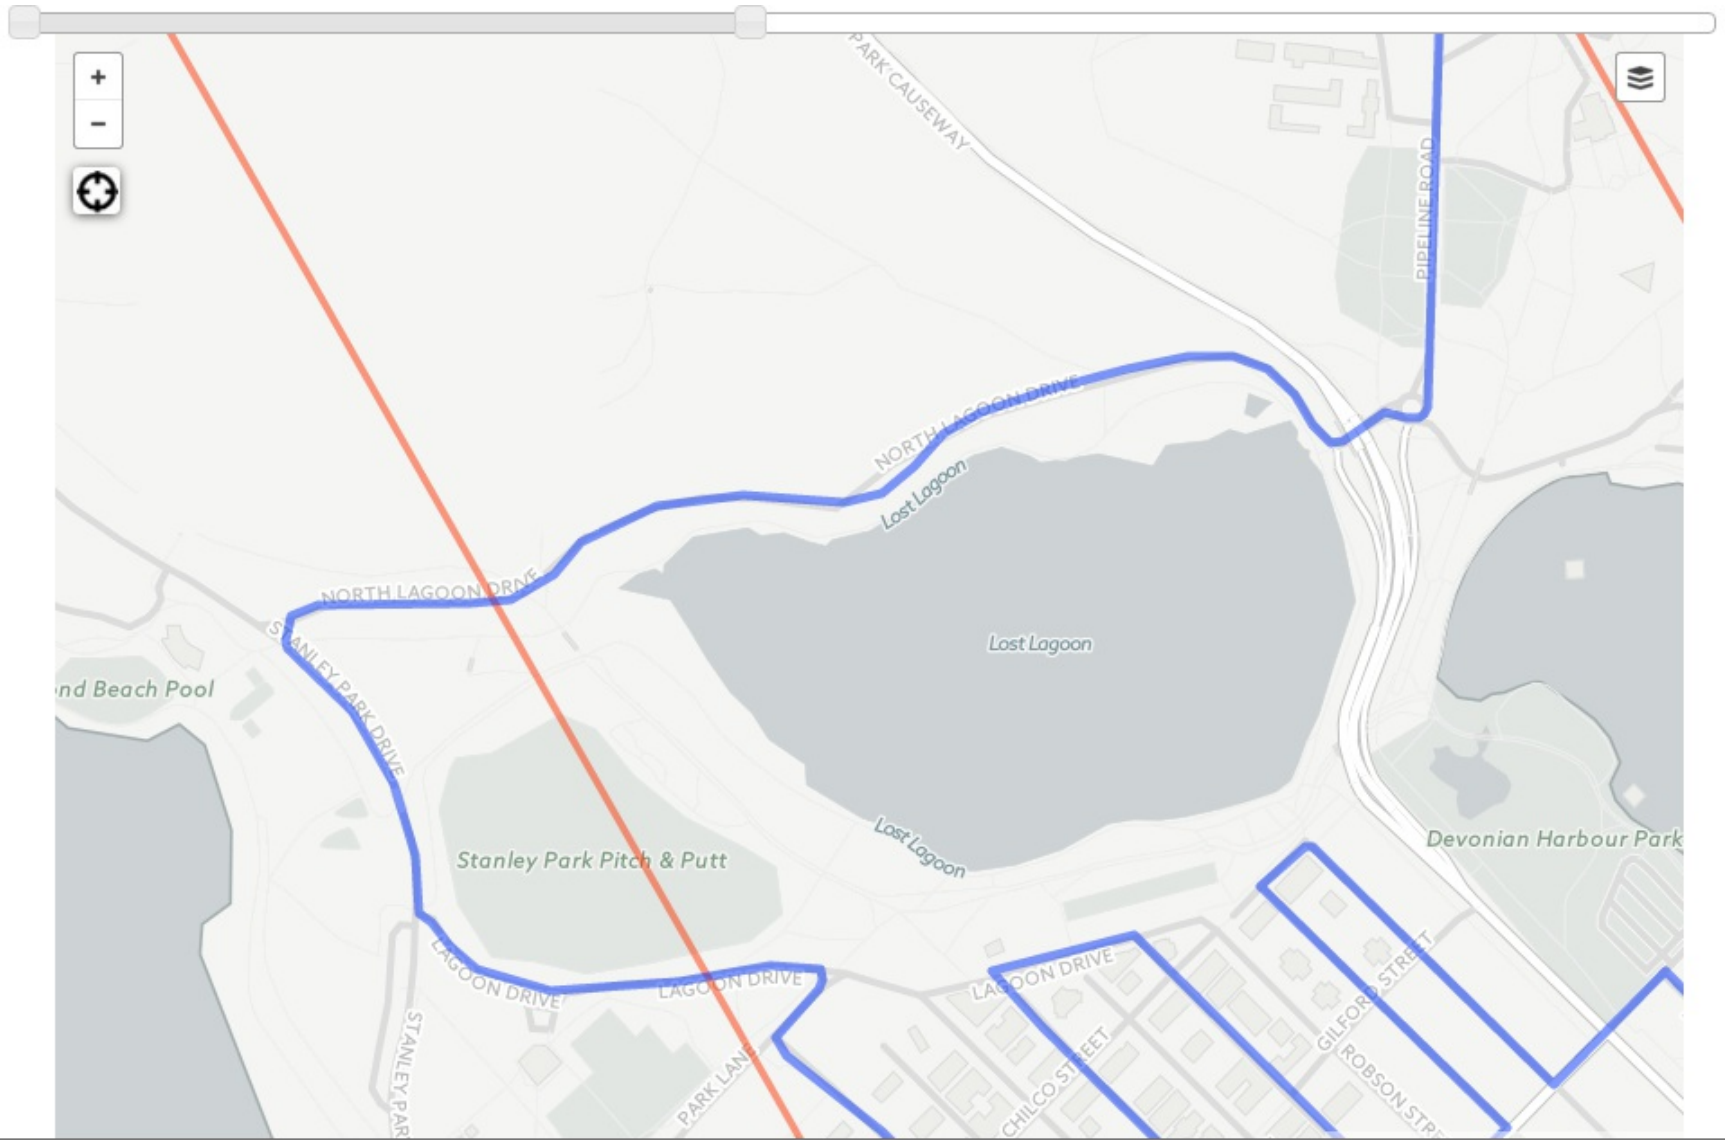 +
−
PARK CAUSEWAY
PIPELINE ROAD
NORTH LAGOON DRIVE
Lost Lagoon
NORTH LAGOON DRIVE
STANLEY PARK DRIVE
Lost Lagoon
nd Beach Pool
Lost Lagoon
Devonian Harbour Park
Stanley Park Pitch & Putt
LAGOON DRIVE
LAGOON DRIVE
LAGOON DRIVE
GILFORD STREET
STANLEY PAR
PARK LANE
CHILCO STREET
ROBSON STRE